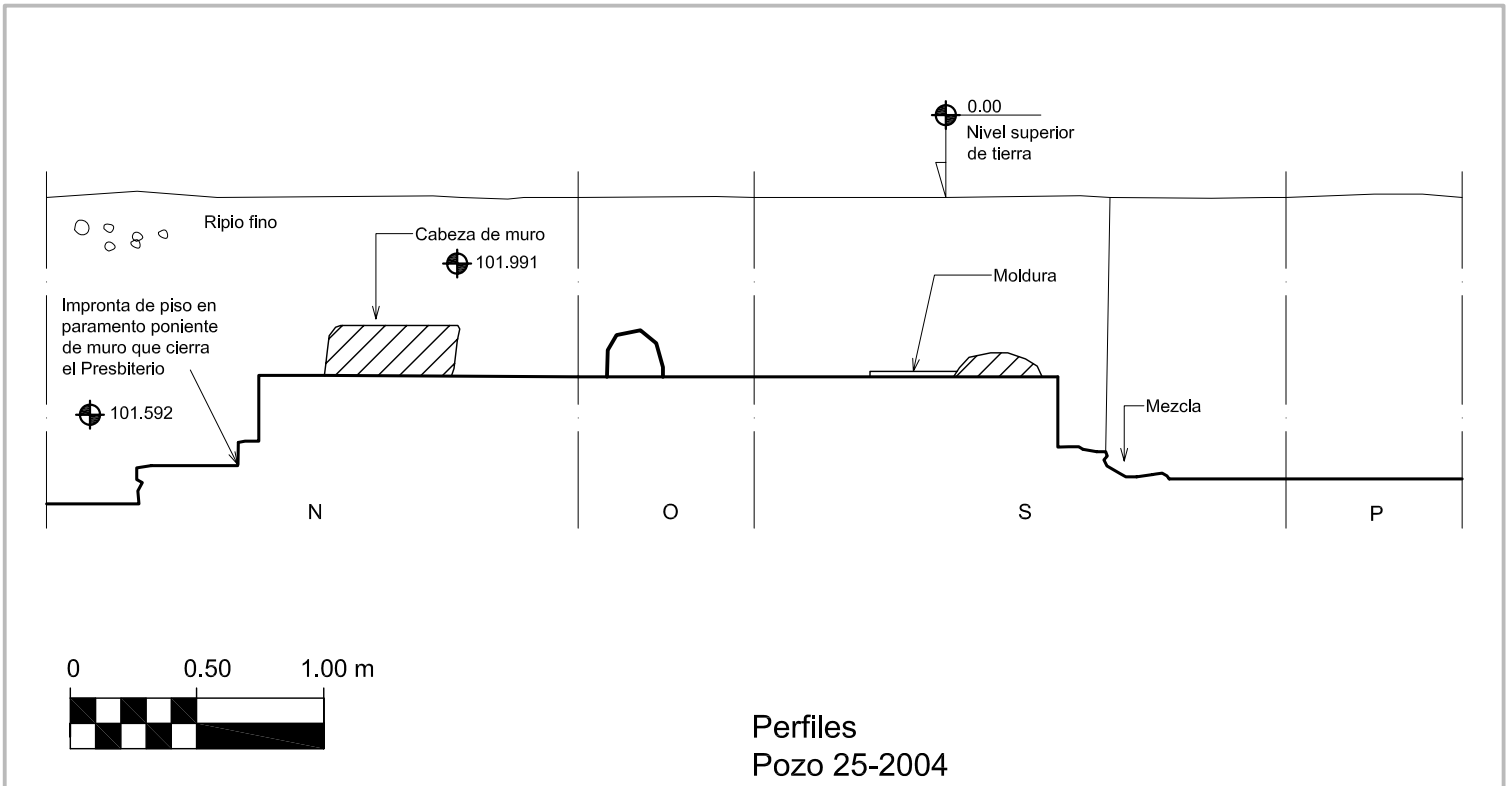 0.00
Nivel superior
de tierra
Ripio fino
Cabeza de muro
101.991
Moldura
Impronta de piso en
paramento poniente
de muro que cierra
el Presbiterio
101.592
Mezcla
N O S P
0 0.50 1.00 m
Perfiles
Pozo 25-2004